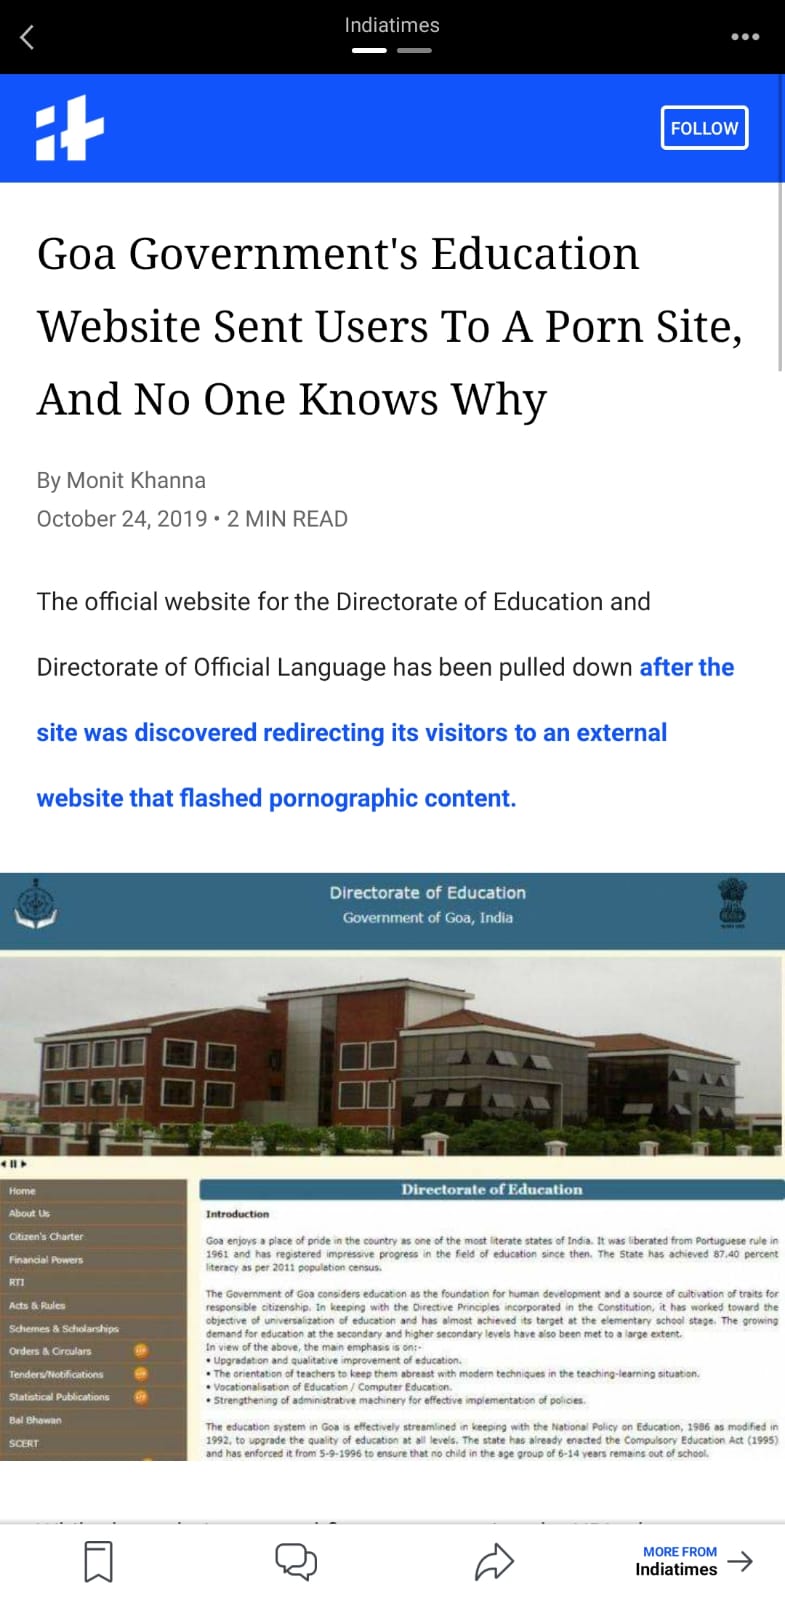 Indiatimes
it
FOLLOW
Goa Government's Education
Website Sent Users To A Porn Site,
And No One Knows Why
By Monit Khanna
October 24, 2019 • 2 MIN READ
The official website for the Directorate of Education and
Directorate of Official Language has been pulled down after the
site was discovered redirecting its visitors to an external
website that flashed pornographic content.
Directorate of Education
Government of Goa, India
Home
About Us
Citizen's Charter
Financial Powers
RTI
Acts & Rules
Schemes & Scholarships
Orders & Circulars
Tenders/Notifications
Statistical Publications
Bal Bhawan
SCERT
Directorate of Education
Introduction
Goa enjoys a place of pride in the country as one of the most literate states of India. It was liberated from Portuguese rule in
1961 and has registered impressive progress in the field of education since then. The State has achieved 87.40 percent
literacy as per 2011 population census.
The Government of Goa considers education as the foundation for human development and a source of cultivation of traits for
responsible citizenship. In keeping with the Directive Principles incorporated in the Constitution, it has worked toward the
objective of universalization of education and has almost achieved its target at the elementary school stage. The growing
demand for education at the secondary and higher secondary levels have also been met to a large extent.
In view of the above, the main emphasis is on:-
• Upgradation and qualitative improvement of education.
• The orientation of teachers to keep them abreast with modern techniques in the teaching-learning situation.
• Vocationalisation of Education / Computer Education.
• Strengthening of administrative machinery for effective implementation of policies.
The education system in Goa is effectively streamlined in keeping with the National Policy on Education, 1986 as modified in
1992, to upgrade the quality of education at all levels. The state has already enacted the Compulsory Education Act (1995)
and has enforced it from 5-9-1996 to ensure that no child in the age group of 6-14 years remains out of school.
MORE FROM
Indiatimes